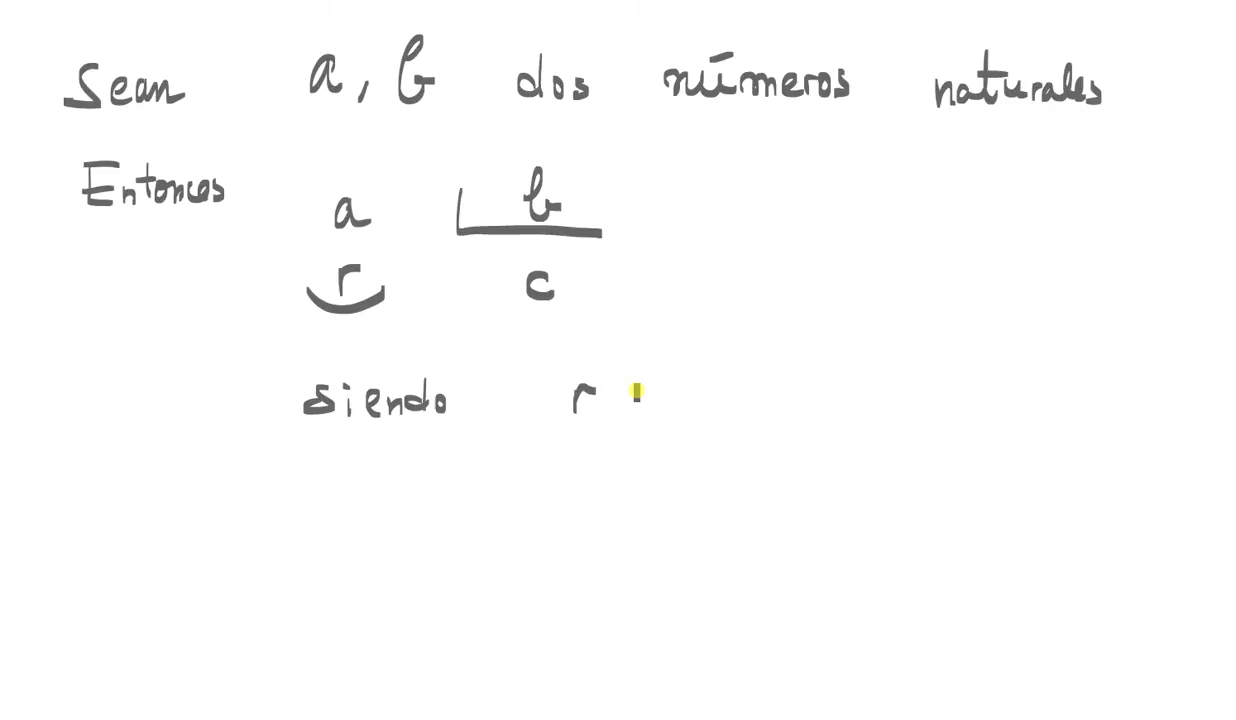 Sean a, b dos números naturales
Entonces
a b
r c
siendo r